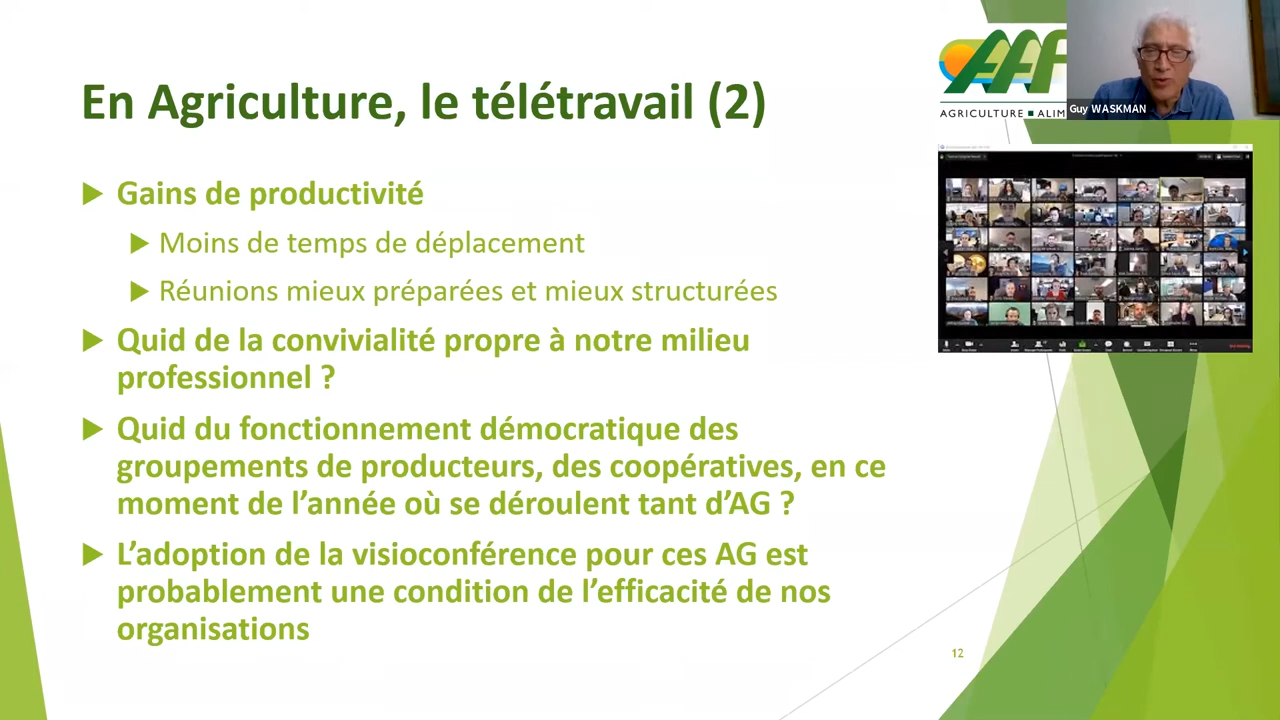 En Agriculture, le télétravail (2)
AAF
AGRICULTURE ■ ALIM
Guy WASKMAN
▶ Gains de productivité
▶ Moins de temps de déplacement
▶ Réunions mieux préparées et mieux structurées
▶ Quid de la convivialité propre à notre milieu
professionnel ?
▶ Quid du fonctionnement démocratique des
groupements de producteurs, des coopératives, en ce
moment de l’année où se déroulent tant d’AG ?
▶ L’adoption de la visioconférence pour ces AG est
probablement une condition de l’efficacité de nos
organisations
12